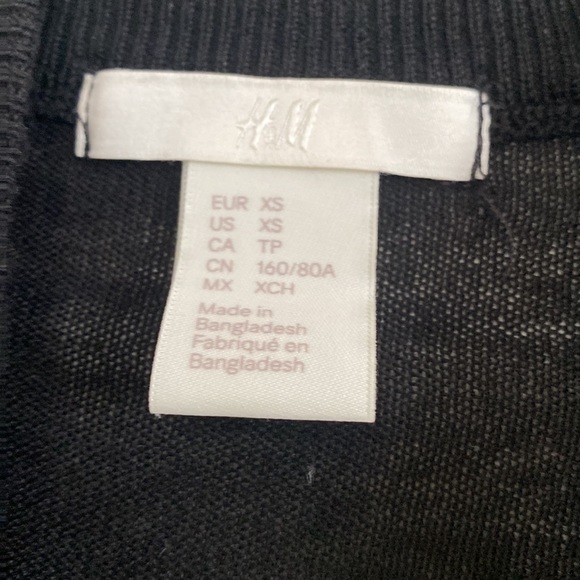 H&M
EUR XS
US XS
CA TP
CN 160/80A
MX XCH
Made in
Bangladesh
Fabriqué en
Bangladesh